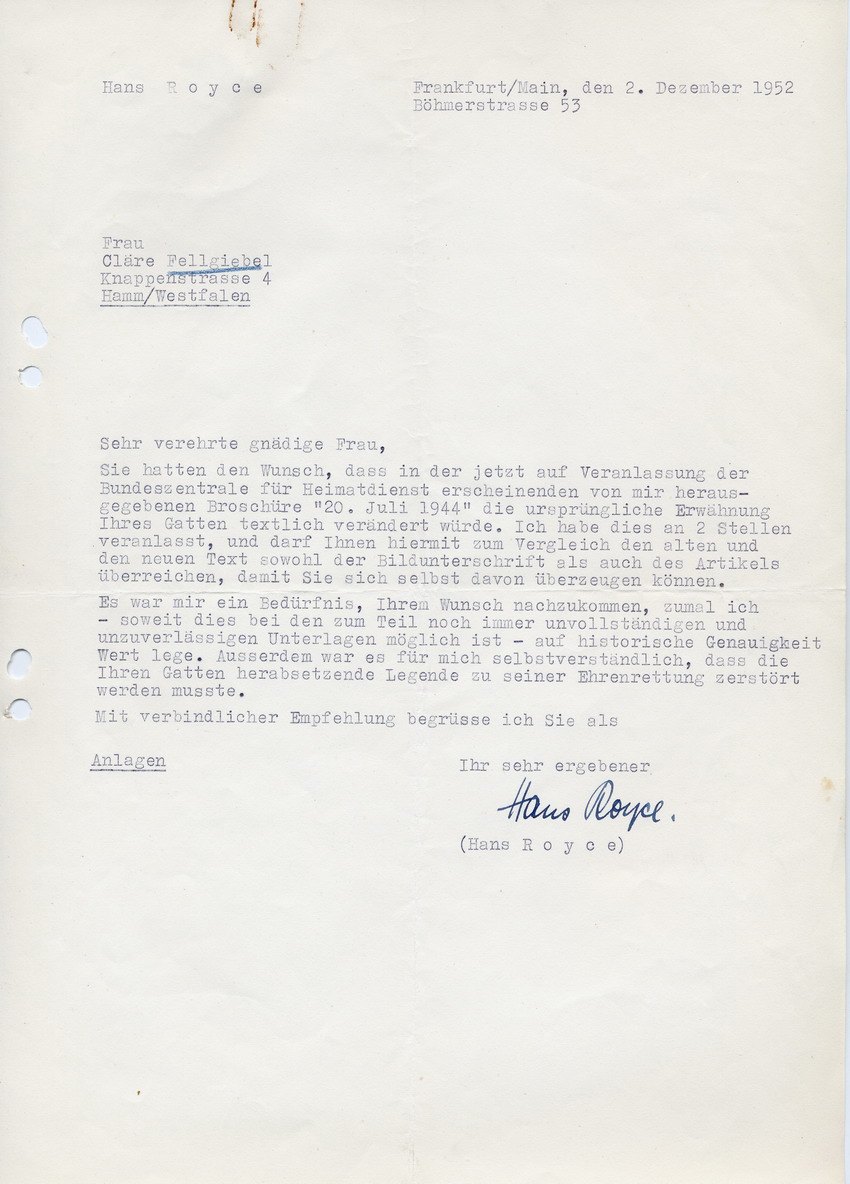 Hans R o y c e
Frankfurt/Main, den 2. Dezember 1952
Böhmerstrasse 53
Frau
Cläre Fellgiebel
Knappenstrasse 4
Hamm/Westfalen
Sehr verehrte gnädige Frau,
Sie hatten den Wunsch, dass in der jetzt auf Veranlassung der
Bundeszentrale für Heimatdienst erscheinenden von mir heraus-
gegebenen Broschüre "20. Juli 1944" die ursprüngliche Erwähnung
Ihres Gatten textlich verändert würde. Ich habe dies an 2 Stellen
veranlasst, und darf Ihnen hiermit zum Vergleich den alten und
den neuen Text sowohl der Bildunterschrift als auch des Artikels
überreichen, damit Sie sich selbst davon überzeugen können.
Es war mir ein Bedürfnis, Ihrem Wunsch nachzukommen, zumal ich
- soweit dies bei den zum Teil noch immer unvollständigen und
unzuverlässigen Unterlagen möglich ist - auf historische Genauigkeit
Wert lege. Ausserdem war es für mich selbstverständlich, dass die
Ihren Gatten herabsetzende Legende zu seiner Ehrenrettung zerstört
werden musste.
Mit verbindlicher Empfehlung begrüsse ich Sie als
Anlagen
Ihr sehr ergebener
Hans Royce.
(Hans R o y c e)